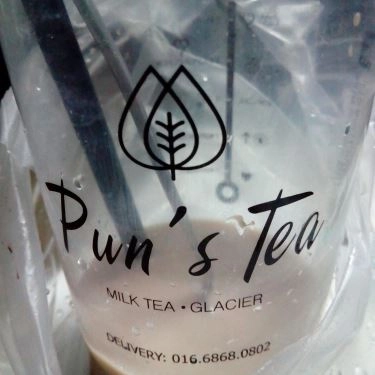 Pun's Tea
MILK TEA • GLACIER
DELIVERY: 016.6868.0802